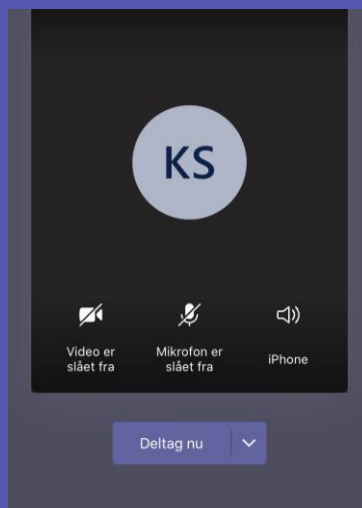 KS
Video er
slået fra
Mikrofon er
slået fra
iPhone
Deltag nu